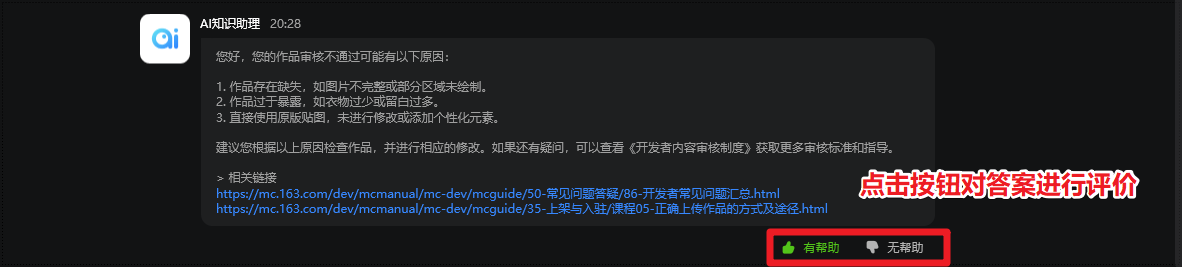 AI知识助理 20:28
ai
您好，您的作品审核不通过可能有以下原因：
1. 作品存在缺失，如图片不完整或部分区域未绘制。
2. 作品过于暴露，如衣物过少或留白过多。
3. 直接使用原版贴图，未进行修改或添加个性化元素。
建议您根据以上原因检查作品，并进行相应的修改。如果还有疑问，可以查看《开发者内容审核制度》获取更多审核标准和指导。
> 相关链接
https://mc.163.com/dev/mcmanual/mc-dev/mcguide/50-常见问题答疑/86-开发者常见问题汇总.html
https://mc.163.com/dev/mcmanual/mc-dev/mcguide/35-上架与入驻/课程05-正确上传作品的方式及途径.html
点击按钮对答案进行评价
有帮助 无帮助